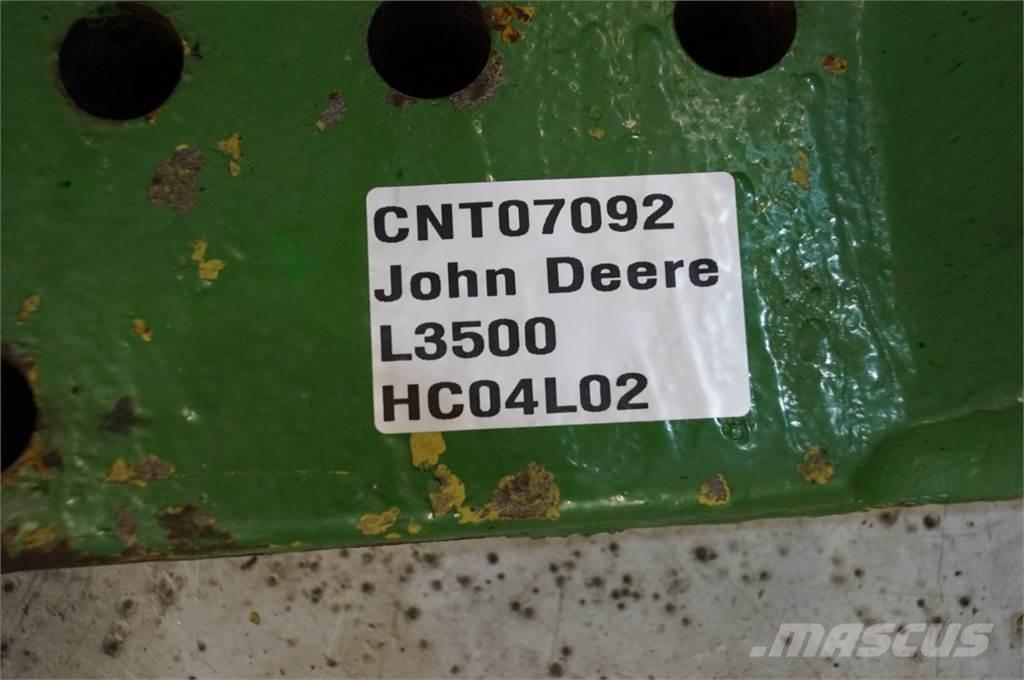 CNT07092
John Deere
L3500
HC04L02
.MASCUS